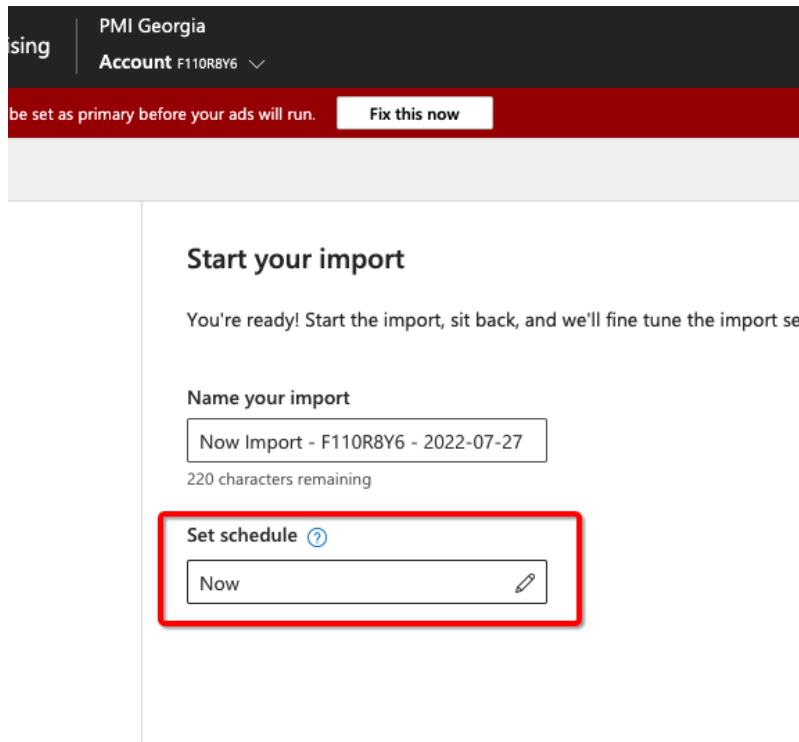 ising
PMI Georgia
Account F110R8Y6
be set as primary before your ads will run.
Fix this now
Start your import
You're ready! Start the import, sit back, and we'll fine tune the import se
Name your import
Now Import - F110R8Y6 - 2022-07-27
220 characters remaining
Set schedule ?
Now